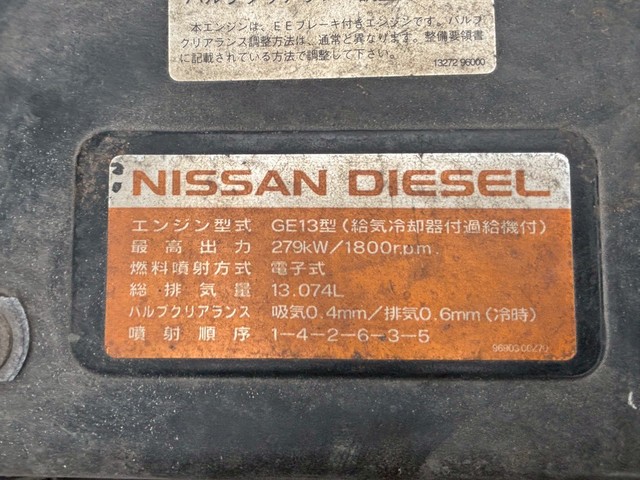 本エンジンは、EEブレーキ付きエンジンです。バルブ
クリアランス調整方法は、通常と異なります。整備要領書
に記載されている方法で調整して下さい。
13272 96000
NISSAN DIESEL
エンジン型式 GE13型(給気冷却器付過給機付)
最高出力 279kW/1800r.p.m.
燃料噴射方式 電子式
総排気量 13.074L
バルブクリアランス 吸気0.4mm/排気0.6mm(冷時)
噴射順序 1-4-2-6-3-5